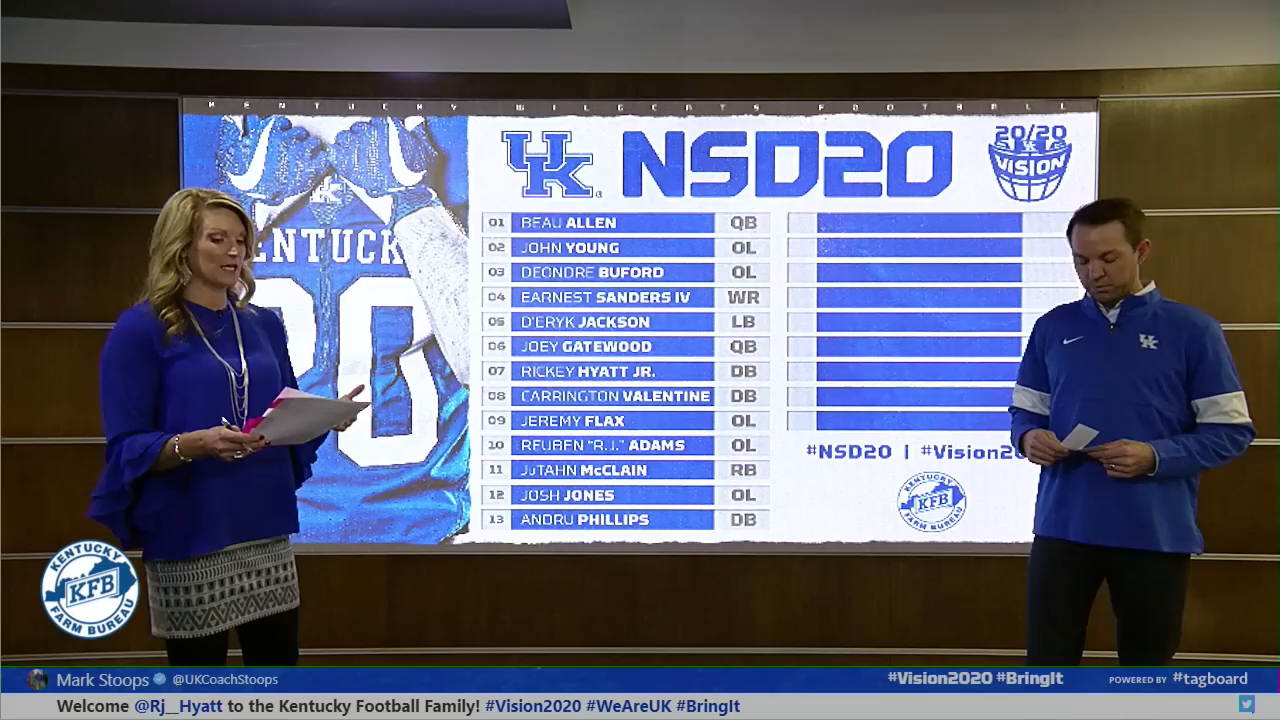 KENTUCKY WILDCATS FOOTBALL
UK NSD20
20/20
VISION
KENTUCKY
01 BEAU ALLEN QB
02 JOHN YOUNG OL
03 DEONDRE BUFORD OL
04 EARNEST SANDERS IV WR
05 D'ERYK JACKSON LB
06 JOEY GATEWOOD QB
07 RICKEY HYATT JR. DB
08 CARRINGTON VALENTINE DB
09 JEREMY FLAX OL
10 REUBEN "R.J." ADAMS OL
11 JuTAHN McCLAIN RB
12 JOSH JONES OL
13 ANDRU PHILLIPS DB
#NSD20 | #Vision20
KENTUCKY
KFB
FARM BUREAU
UK
KENTUCKY
KFB
FARM BUREAU
Mark Stoops @UKCoachStoops
#Vision2020 #BringIt
POWERED BY #tagboard
Welcome @Rj__Hyatt to the Kentucky Football Family! #Vision2020 #WeAreUK #BringIt